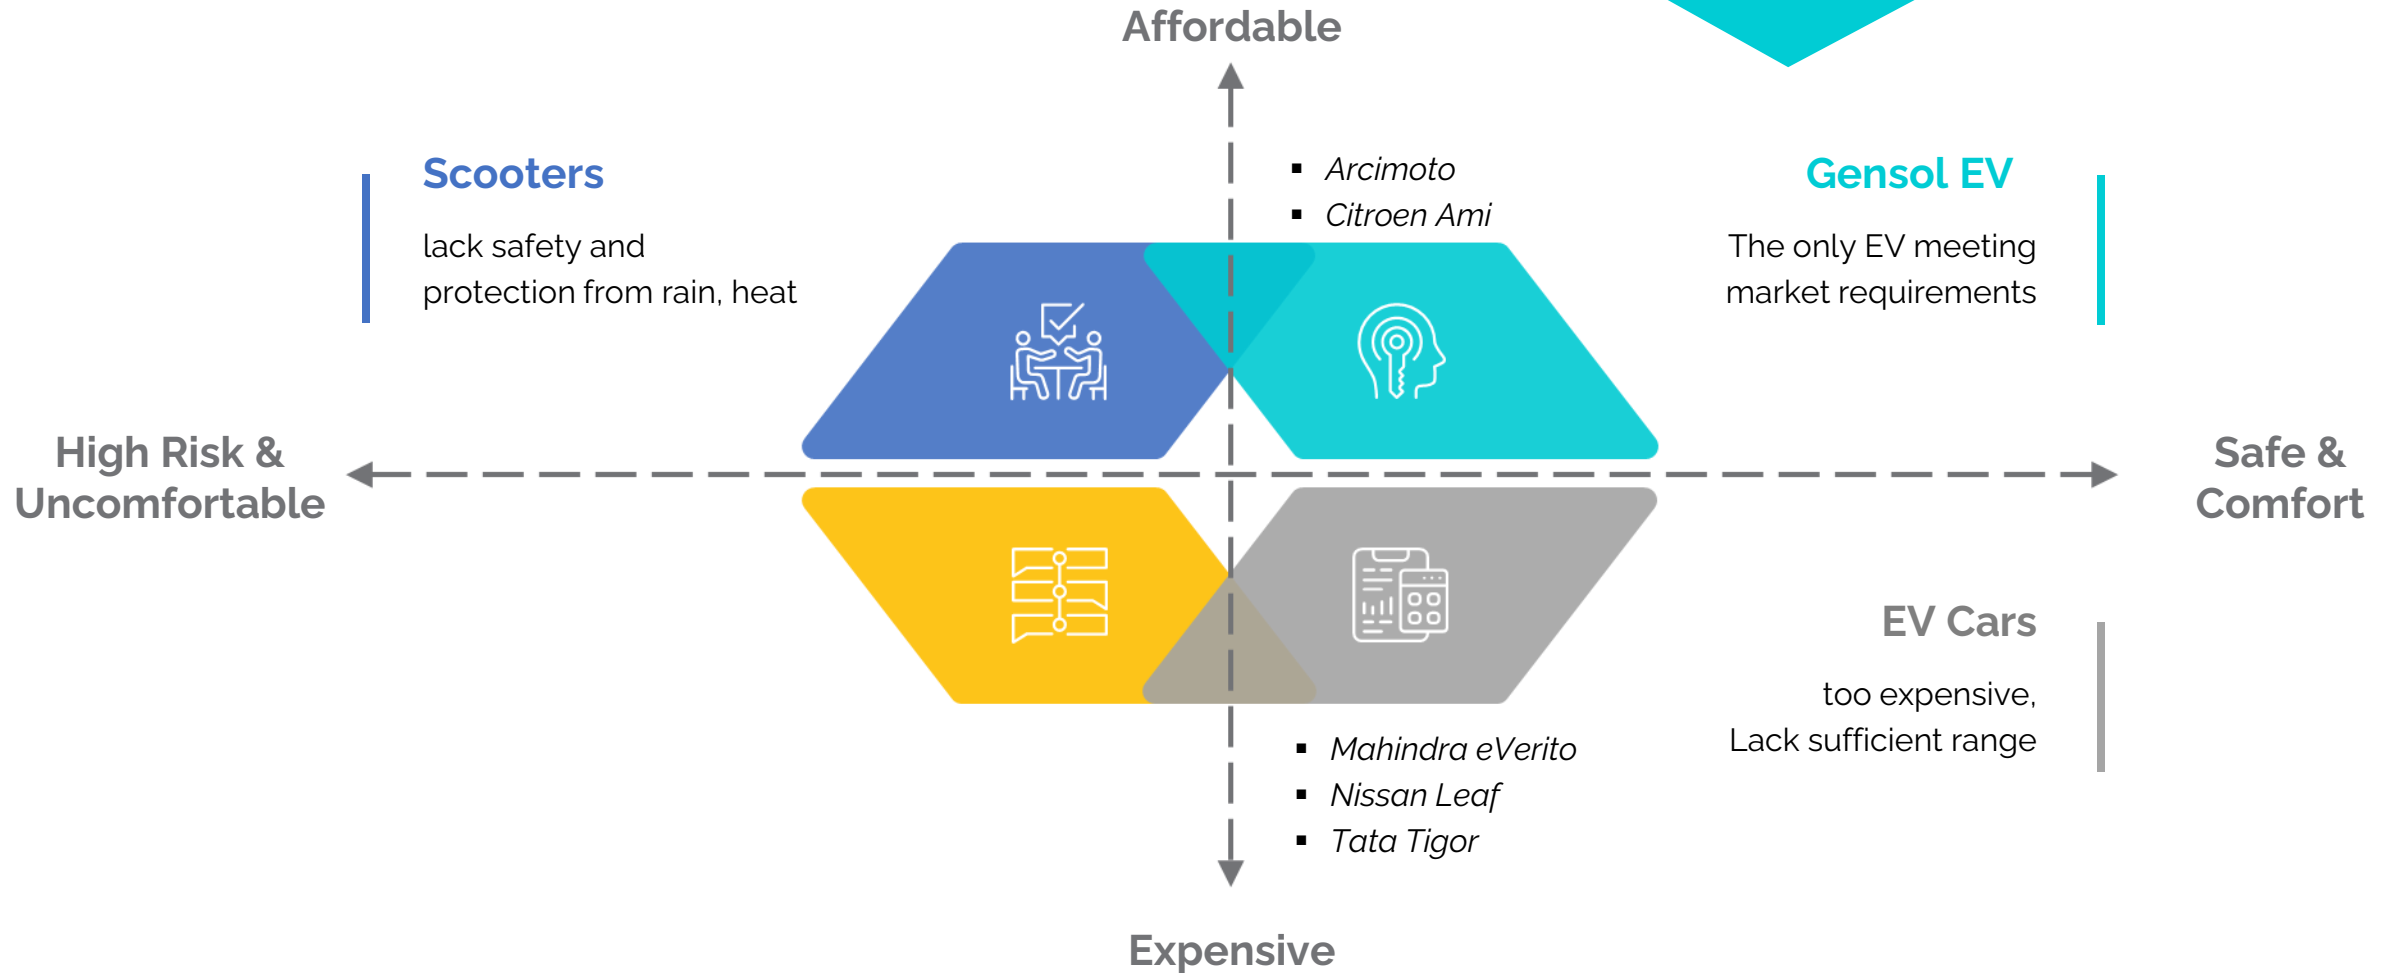 Affordable
Scooters
lack safety and
protection from rain, heat
▪ Arcimoto
▪ Citroen Ami
Gensol EV
The only EV meeting
market requirements
High Risk &
Uncomfortable
Safe &
Comfort
EV Cars
too expensive,
Lack sufficient range
▪ Mahindra eVerito
▪ Nissan Leaf
▪ Tata Tigor
Expensive